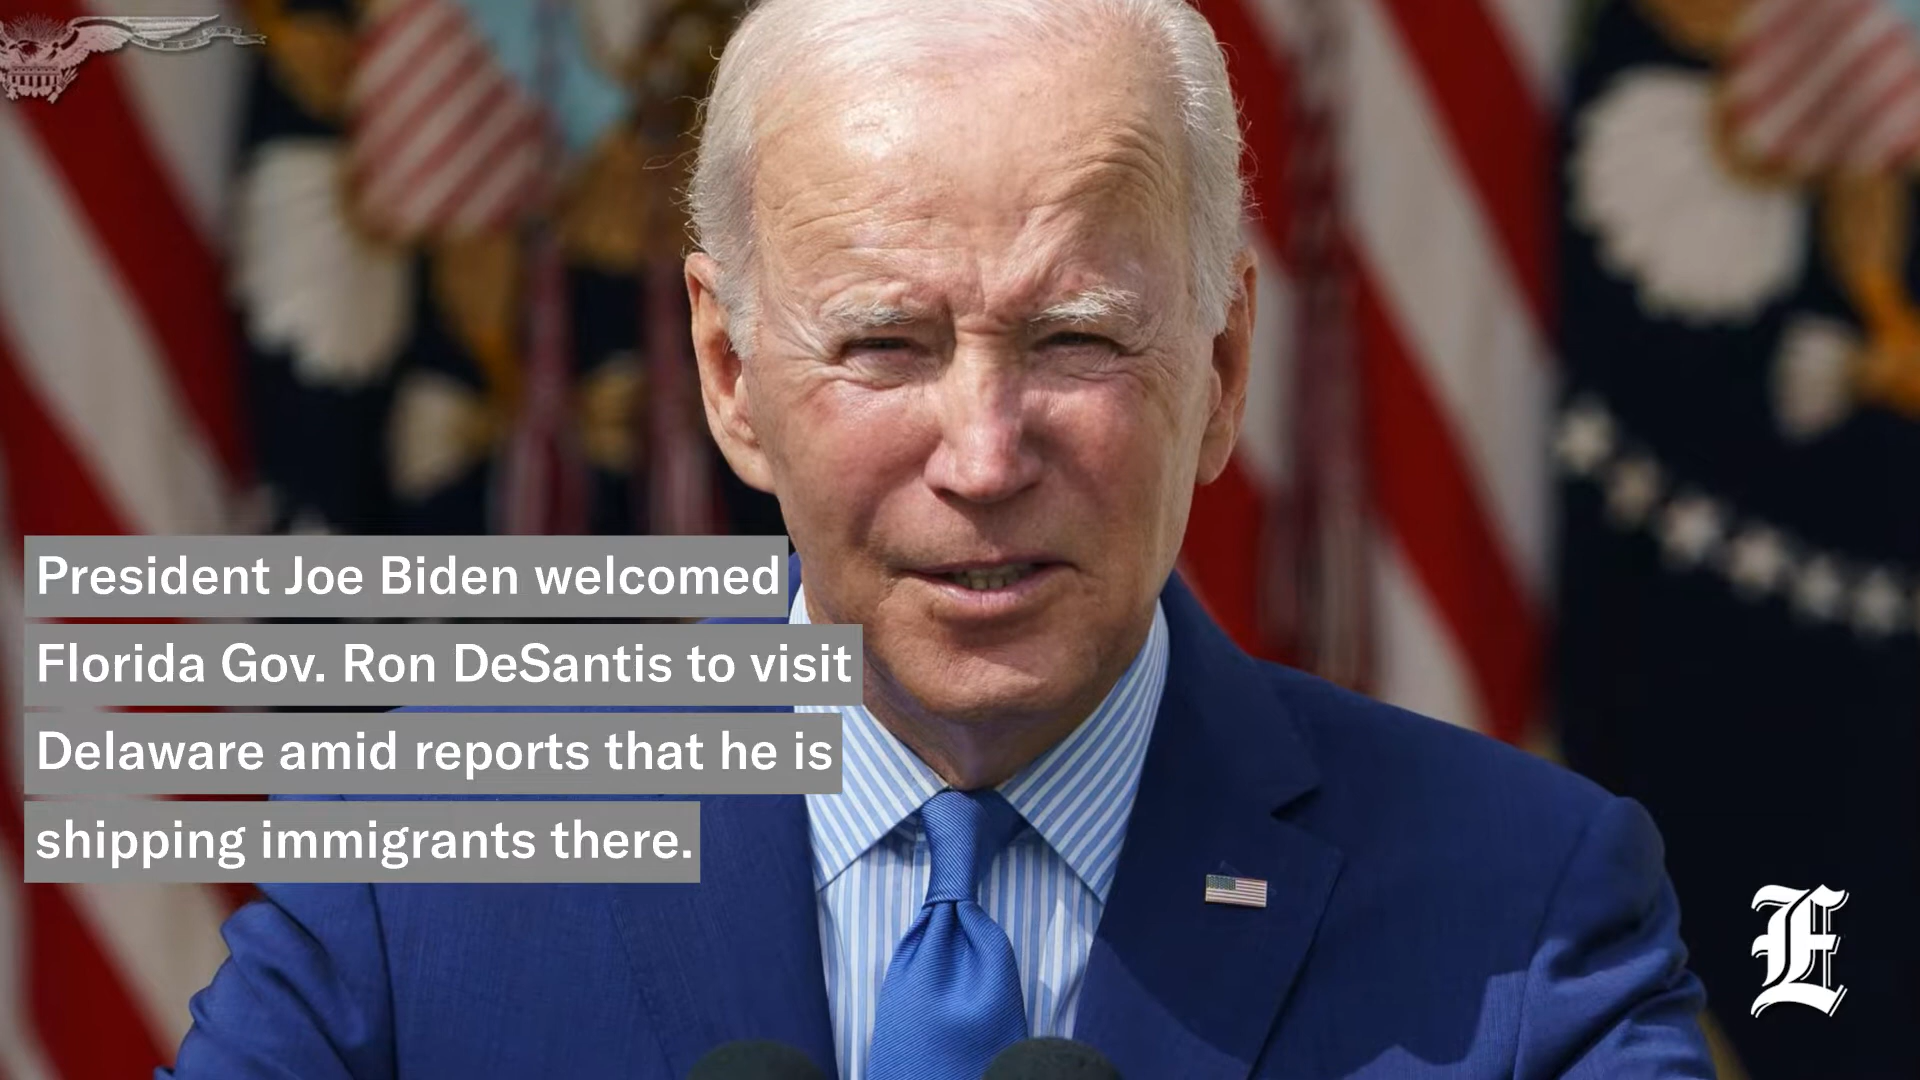 President Joe Biden welcomed
Florida Gov. Ron DeSantis to visit
Delaware amid reports that he is
shipping immigrants there.
E